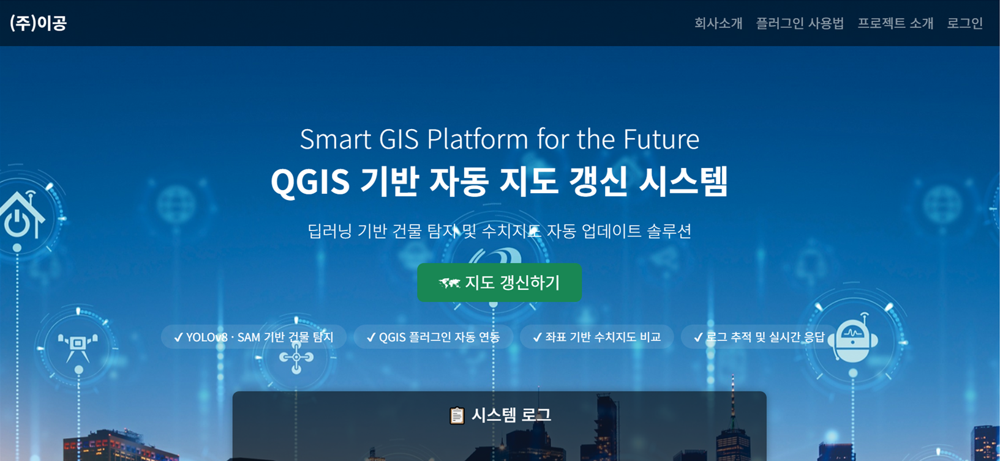 (주)이공
회사소개 플러그인 사용법 프로젝트 소개 로그인
Smart GIS Platform for the Future
QGIS 기반 자동 지도 갱신 시스템
딥러닝 기반 건물 탐지 및 수치지도 자동 업데이트 솔루션
지도 갱신하기
✓ YOLOv8 · SAM 기반 건물 탐지
✓ QGIS 플러그인 자동 연동
✓ 좌표 기반 수치지도 비교
✓ 로그 추적 및 실시간 응답
시스템 로그